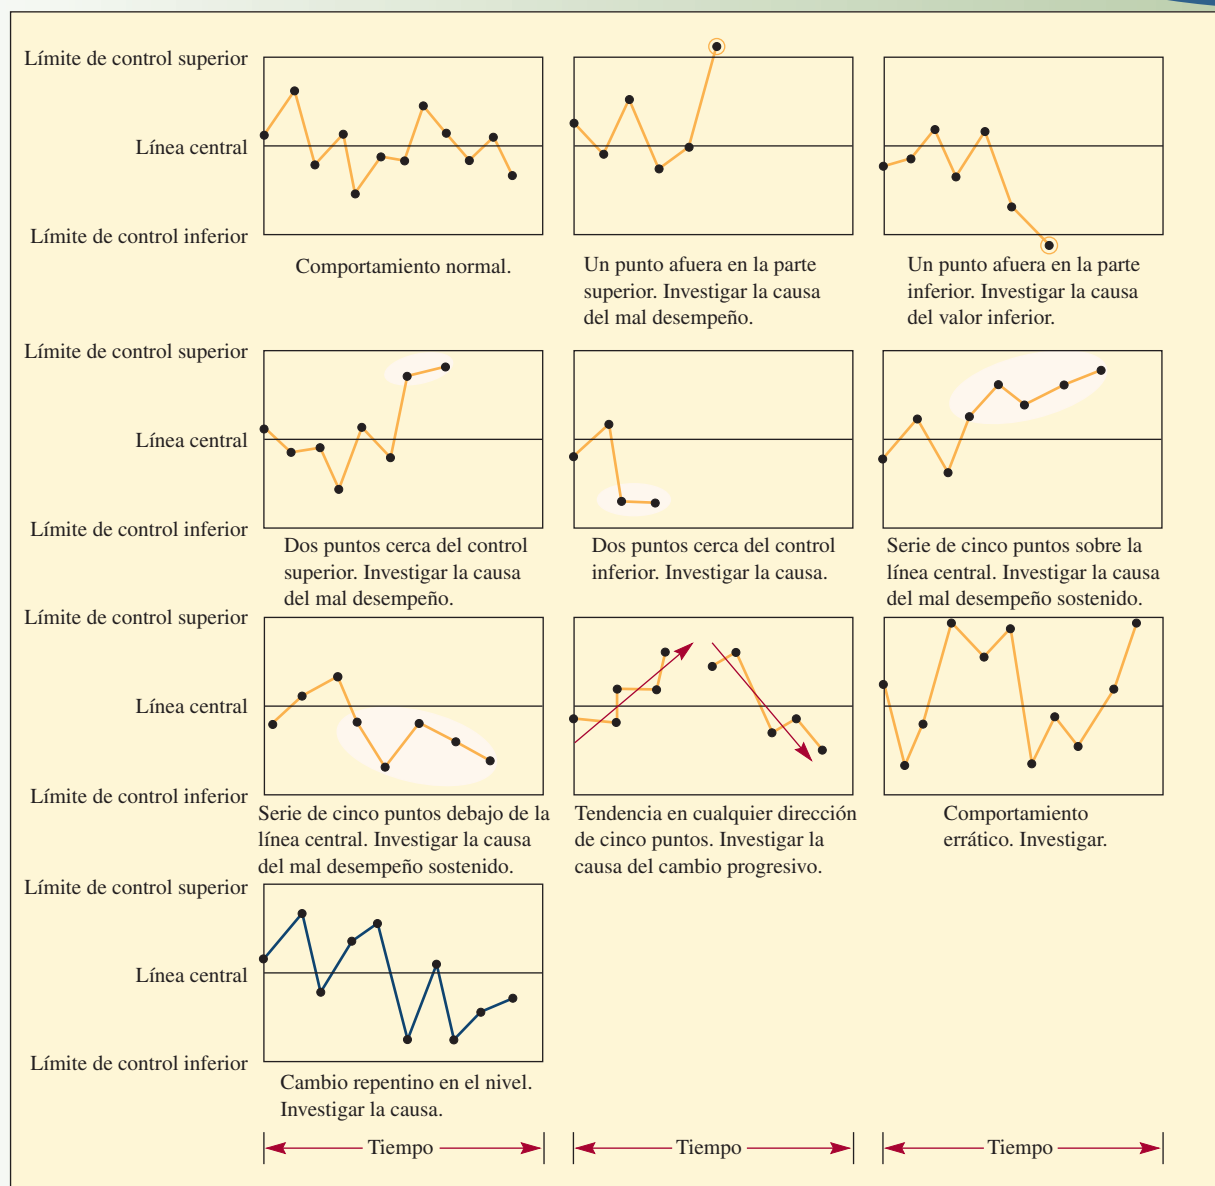 Límite de control superior
Línea central
Límite de control inferior
Comportamiento normal.
Un punto afuera en la parte
superior. Investigar la causa
del mal desempeño.
Un punto afuera en la parte
inferior. Investigar la causa
del valor inferior.
Límite de control superior
Línea central
Límite de control inferior
Dos puntos cerca del control
superior. Investigar la causa
del mal desempeño.
Dos puntos cerca del control
inferior. Investigar la causa.
Serie de cinco puntos sobre la
línea central. Investigar la causa
del mal desempeño sostenido.
Límite de control superior
Línea central
Límite de control inferior
Serie de cinco puntos debajo de la
línea central. Investigar la causa
del mal desempeño sostenido.
Tendencia en cualquier dirección
de cinco puntos. Investigar la
causa del cambio progresivo.
Comportamiento
errático. Investigar.
Límite de control superior
Línea central
Límite de control inferior
Cambio repentino en el nivel.
Investigar la causa.
Tiempo
Tiempo
Tiempo